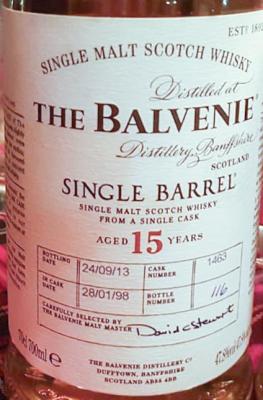 ESTD 1892
SINGLE MALT SCOTCH WHISKY
Distilled at
THE BALVENIE®
Distillery, Banffshire
SCOTLAND
SINGLE BARREL®
SINGLE MALT SCOTCH WHISKY
FROM A SINGLE CASK
AGED 15 YEARS
BOTTLING DATE 24/09/13 CASK NUMBER 1463
IN CASK DATE 28/01/98 BOTTLE NUMBER 116
CAREFULLY SELECTED BY
THE BALVENIE MALT MASTER David C Stewart
70cl 700ml e 47.8%
THE BALVENIE DISTILLERY Co
DUFFTOWN, BANFFSHIRE
SCOTLAND AB55 4BB